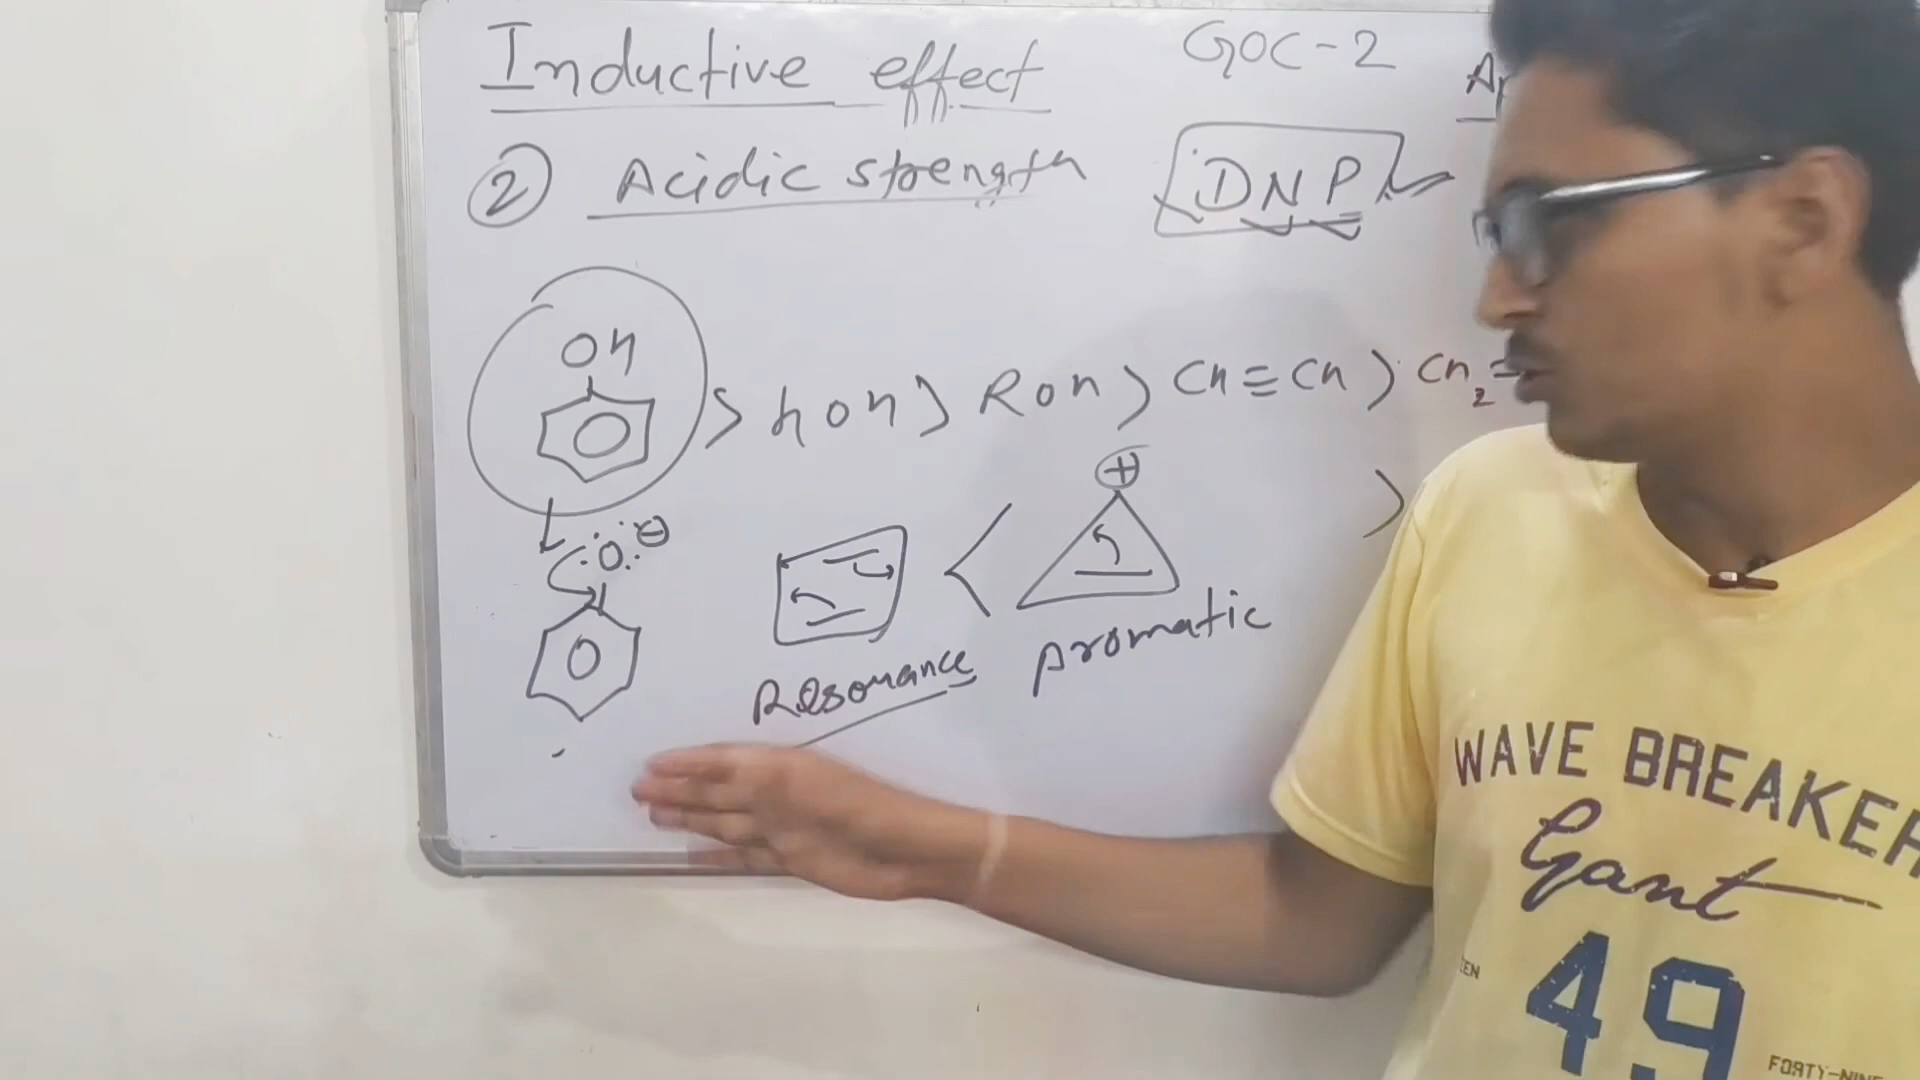 Inductive effect GOC-2
② Acidic strength DNP
OH
> HOH > ROH > CH≡CH > CH₂=
:Ö:⊖
⊕
<
>
Resonance Aromatic
WAVE BREAKER
Gant
49
FORTY-NINE